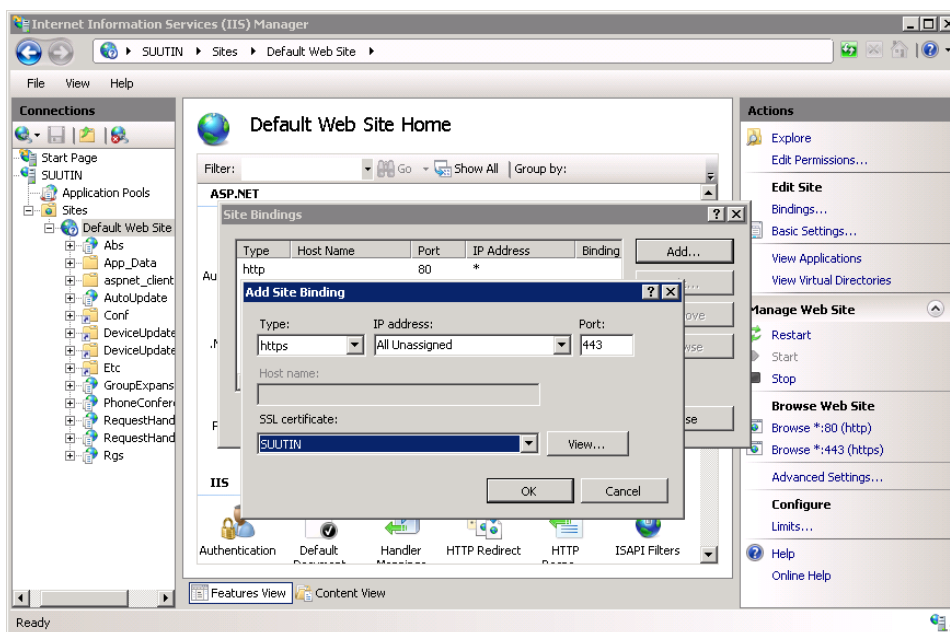 Internet Information Services (IIS) Manager
SUUTIN Sites Default Web Site
File View Help
Connections
Start Page
SUUTIN
Application Pools
Sites
Default Web Site
Abs
App_Data
aspnet_client
AutoUpdate
Conf
DeviceUpdate
DeviceUpdate
Etc
GroupExpans
PhoneConfer
RequestHand
RequestHand
Rgs
Default Web Site Home
Filter: Go Show All Group by:
ASP.NET
Site Bindings
Type Host Name Port IP Address Binding
http 80 *
Add...
Au
ove
wse
se
Add Site Binding
Type: IP address: Port:
https All Unassigned 443
Host name:
SSL certificate:
SUUTIN View...
OK Cancel
IIS
Authentication Default Handler HTTP Redirect HTTP ISAPI Filters
Features View Content View
Actions
Explore
Edit Permissions...
Edit Site
Bindings...
Basic Settings...
View Applications
View Virtual Directories
Manage Web Site
Restart
Start
Stop
Browse Web Site
Browse *:80 (http)
Browse *:443 (https)
Advanced Settings...
Configure
Limits...
Help
Online Help
Ready